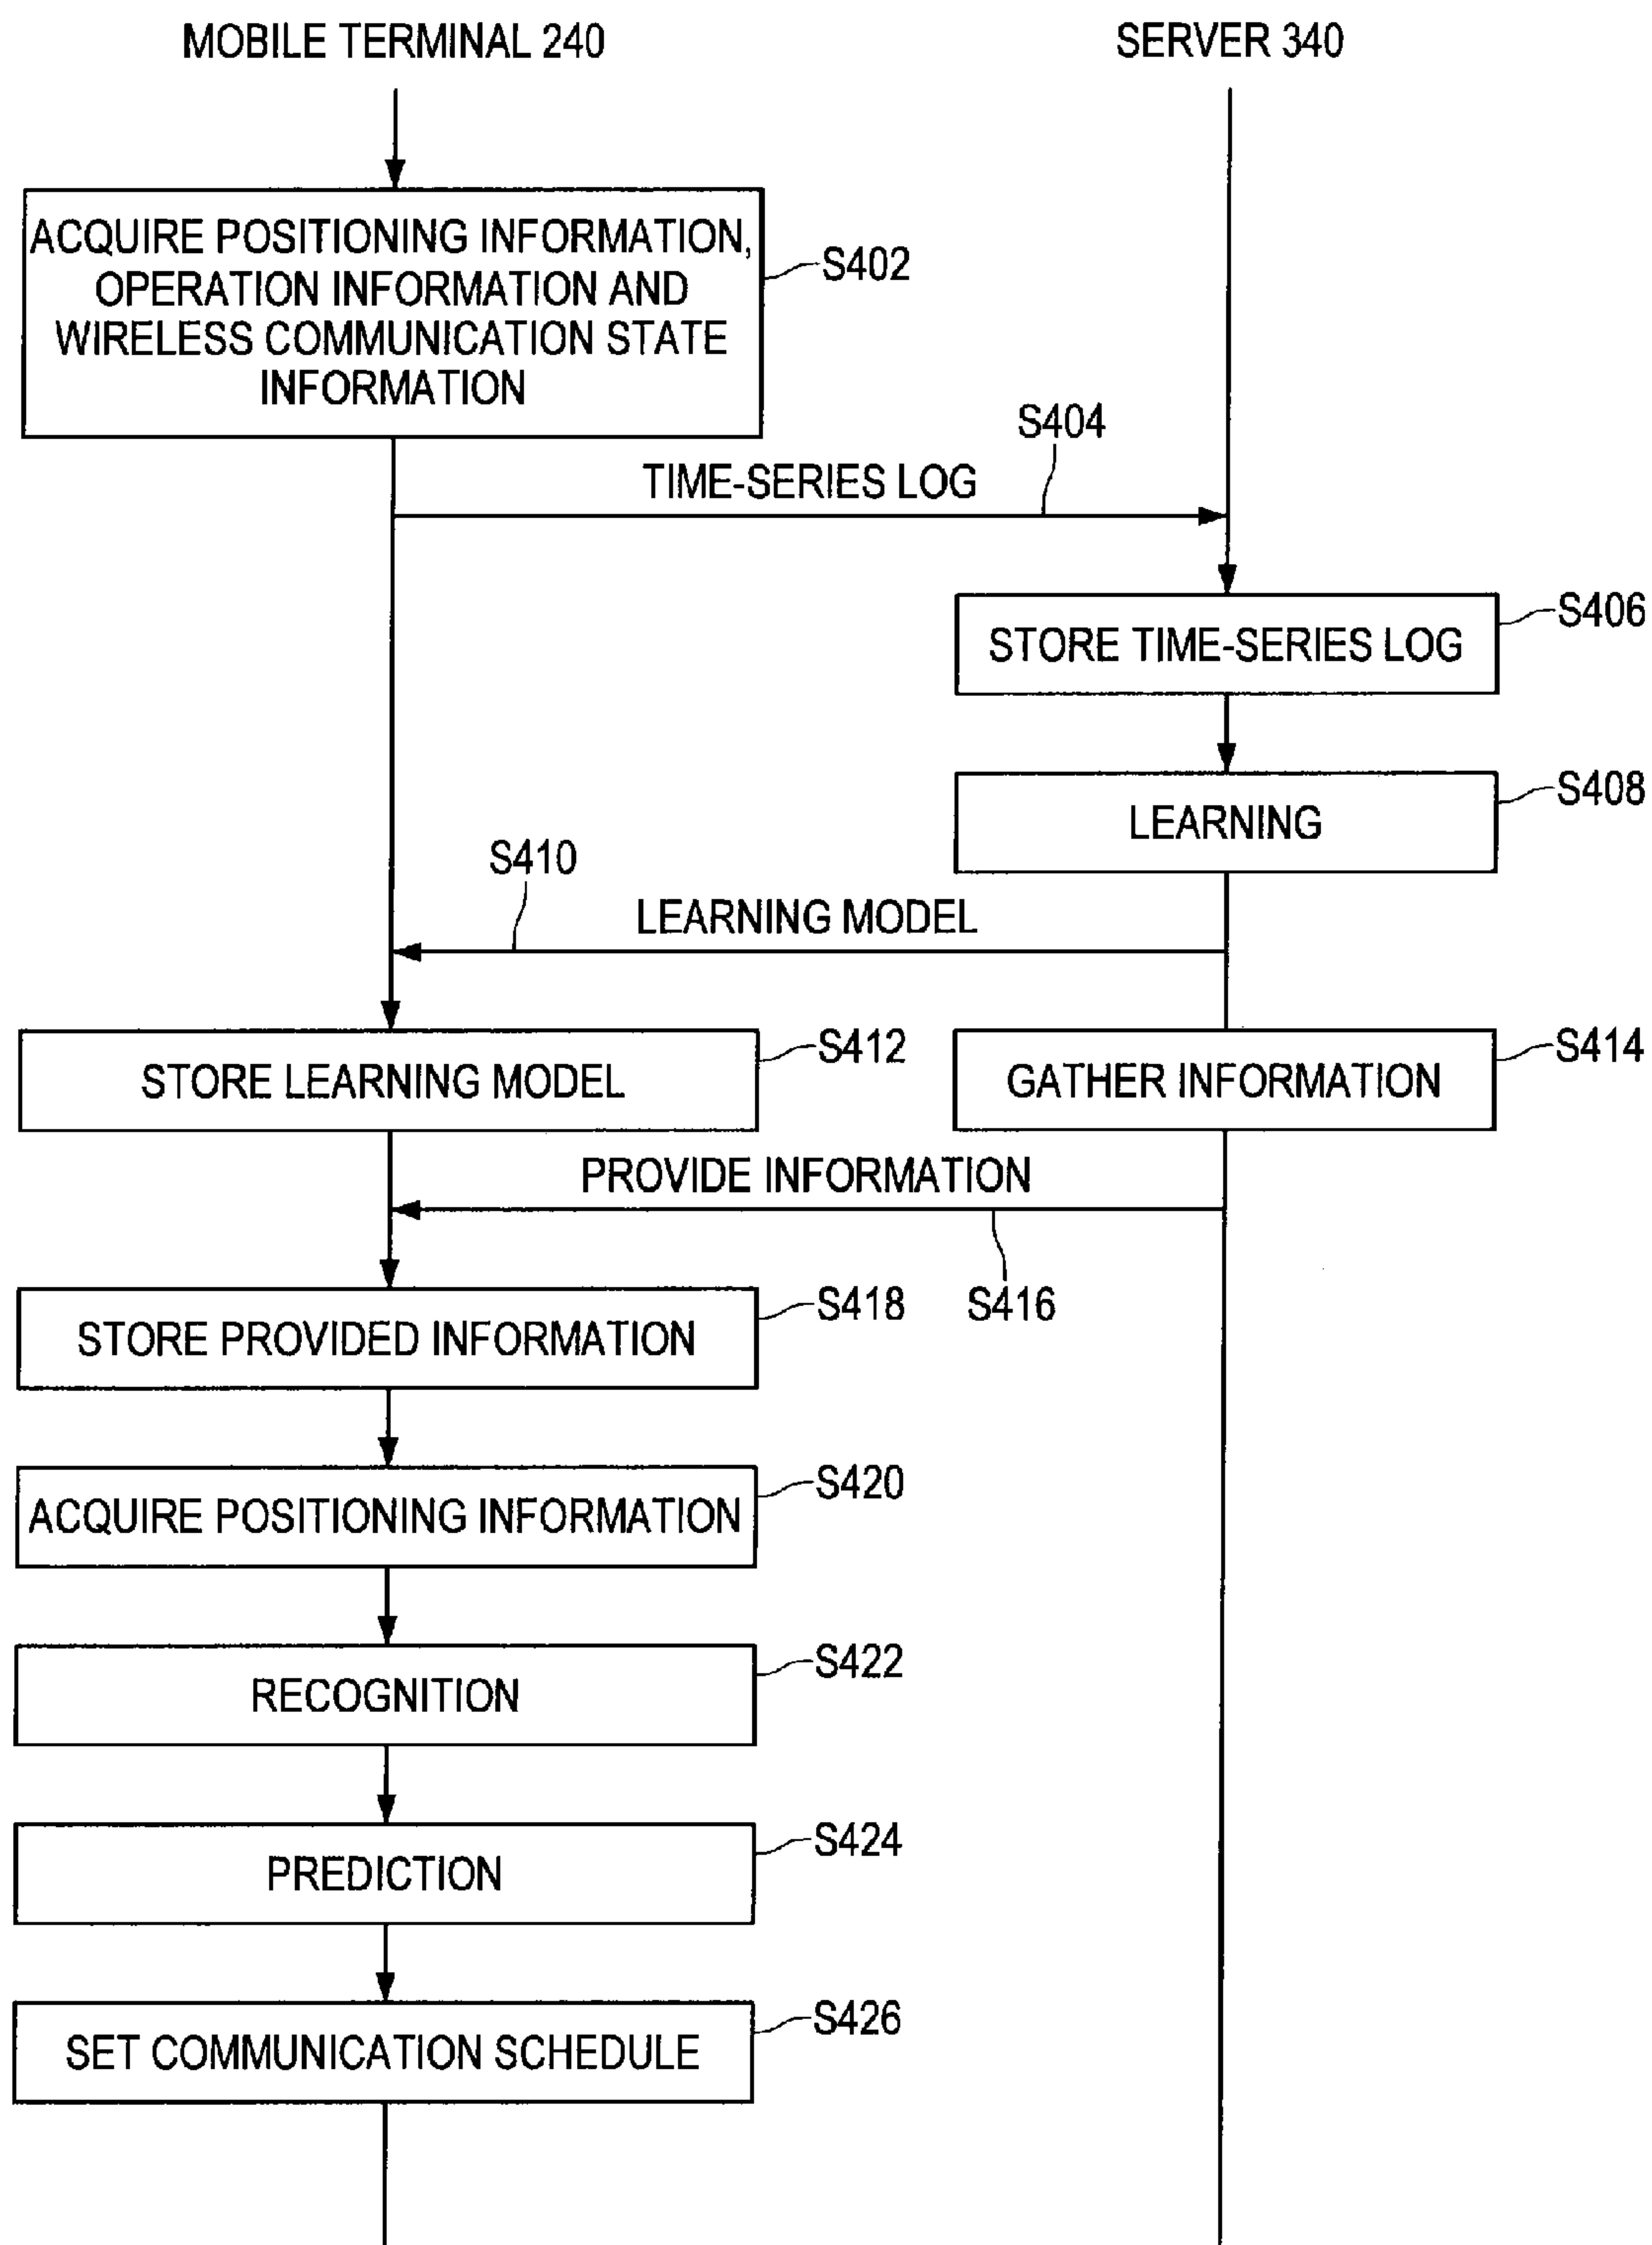 MOBILE TERMINAL 240
SERVER 340
ACQUIRE POSITIONING INFORMATION,
OPERATION INFORMATION AND
WIRELESS COMMUNICATION STATE
INFORMATION
S402
S404
TIME-SERIES LOG
STORE TIME-SERIES LOG
S406
LEARNING
S408
S410
LEARNING MODEL
STORE LEARNING MODEL
S412
GATHER INFORMATION
S414
PROVIDE INFORMATION
S416
STORE PROVIDED INFORMATION
S418
ACQUIRE POSITIONING INFORMATION
S420
RECOGNITION
S422
PREDICTION
S424
SET COMMUNICATION SCHEDULE
S426